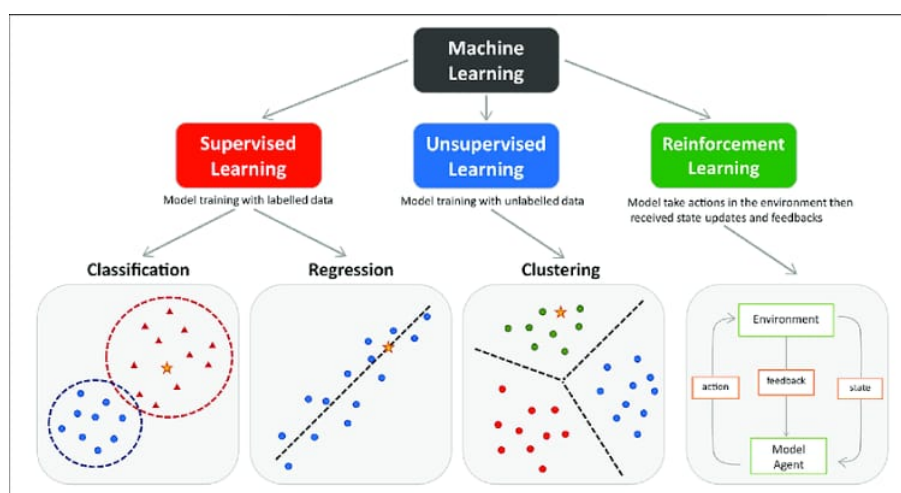 Machine
Learning
Supervised
Learning
Unsupervised
Learning
Reinforcement
Learning
Model training with labelled data
Model training with unlabelled data
Model take actions in the environment then
received state updates and feedbacks
Classification
Regression
Clustering
Environment
action
feedback
state
Model
Agent